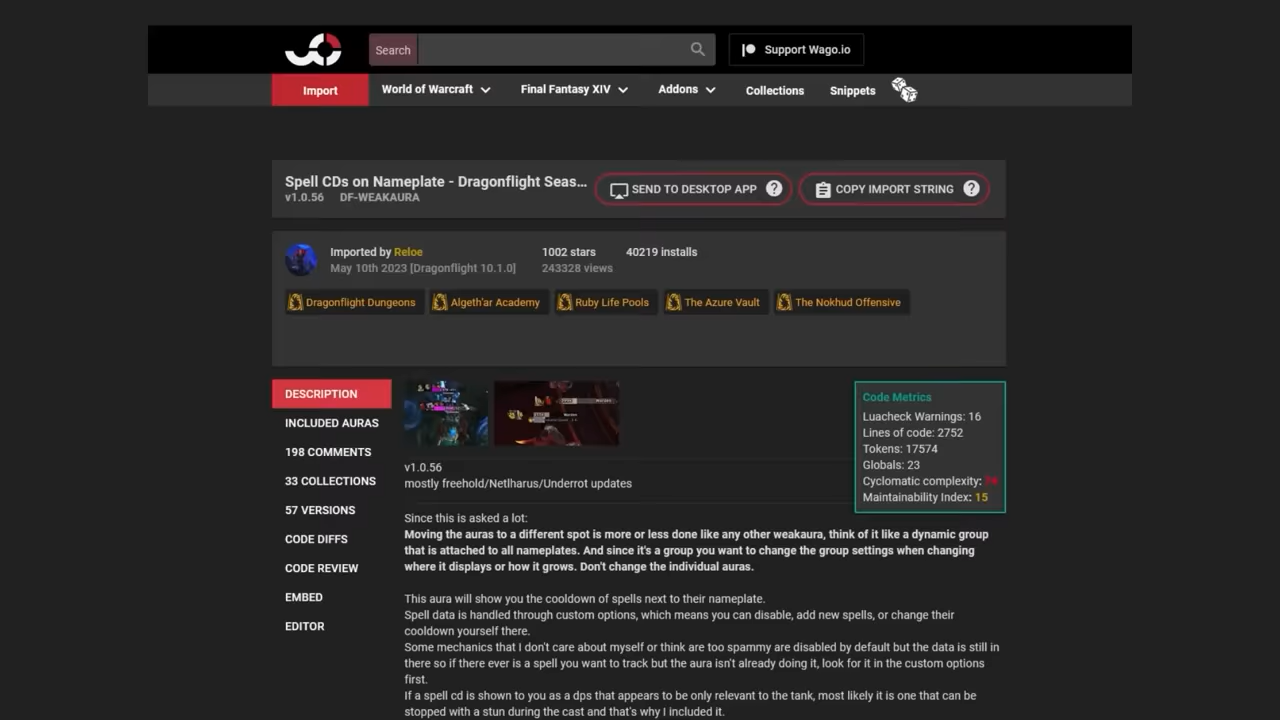 Search
Support Wago.io
Import
World of Warcraft
Final Fantasy XIV
Addons
Collections
Snippets
Spell CDs on Nameplate - Dragonflight Seas...
v1.0.56 DF-WEAKAURA
SEND TO DESKTOP APP ?
COPY IMPORT STRING ?
Imported by Reloe
May 10th 2023 [Dragonflight 10.1.0]
1002 stars
243328 views
40219 installs
Dragonflight Dungeons
Algeth'ar Academy
Ruby Life Pools
The Azure Vault
The Nokhud Offensive
DESCRIPTION
INCLUDED AURAS
198 COMMENTS
33 COLLECTIONS
57 VERSIONS
CODE DIFFS
CODE REVIEW
EMBED
EDITOR
Code Metrics
Luacheck Warnings: 16
Lines of code: 2752
Tokens: 17574
Globals: 23
Cyclomatic complexity:
Maintainability Index: 15
v1.0.56
mostly freehold/Netlharus/Underrot updates
Since this is asked a lot:
Moving the auras to a different spot is more or less done like any other weakaura, think of it like a dynamic group
that is attached to all nameplates. And since it's a group you want to change the group settings when changing
where it displays or how it grows. Don't change the individual auras.
This aura will show you the cooldown of spells next to their nameplate.
Spell data is handled through custom options, which means you can disable, add new spells, or change their
cooldown yourself there.
Some mechanics that I don't care about myself or think are too spammy are disabled by default but the data is still in
there so if there ever is a spell you want to track but the aura isn't already doing it, look for it in the custom options
first.
If a spell cd is shown to you as a dps that appears to be only relevant to the tank, most likely it is one that can be
stopped with a stun during the cast and that's why I included it.